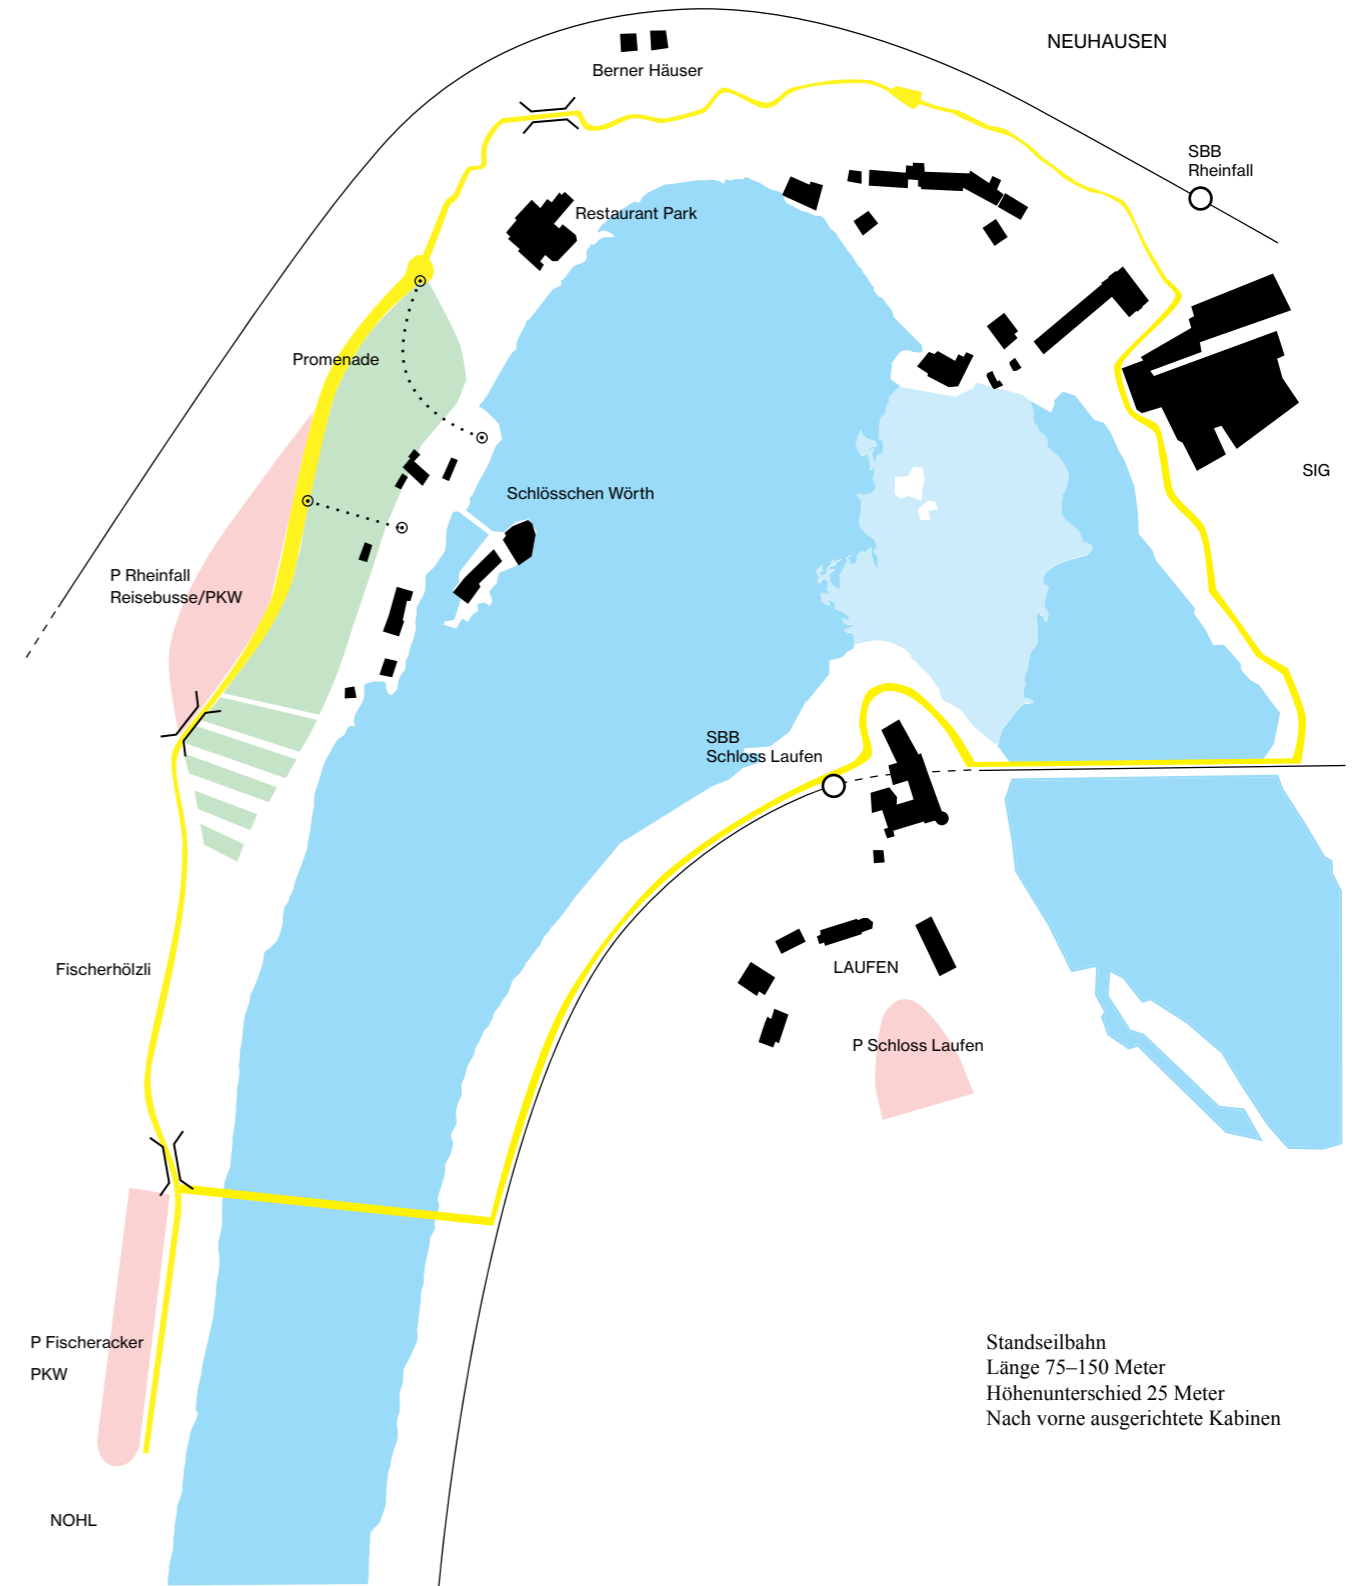 NEUHAUSEN
Berner Häuser
SBB
Rheinfall
Restaurant Park
Promenade
SIG
Schlösschen Wörth
P Rheinfall
Reisebusse/PKW
SBB
Schloss Laufen
Fischerhölzli
LAUFEN
P Schloss Laufen
P Fischeracker
PKW
Standseilbahn
Länge 75–150 Meter
Höhenunterschied 25 Meter
Nach vorne ausgerichtete Kabinen
NOHL